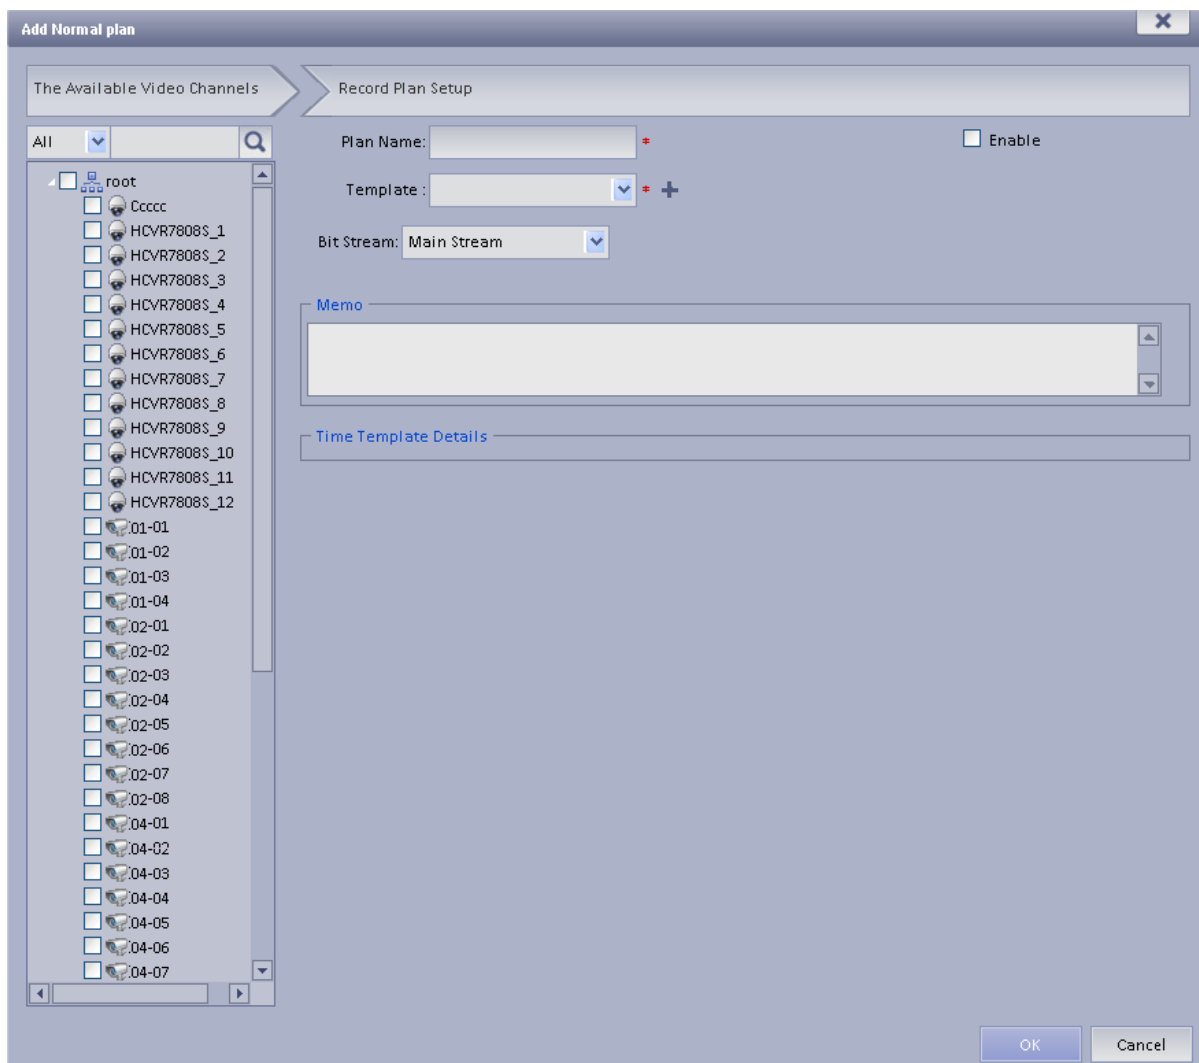 Add Normal plan
The Available Video Channels
Record Plan Setup
All
root
Ccccc
HCVR7808S_1
HCVR7808S_2
HCVR7808S_3
HCVR7808S_4
HCVR7808S_5
HCVR7808S_6
HCVR7808S_7
HCVR7808S_8
HCVR7808S_9
HCVR7808S_10
HCVR7808S_11
HCVR7808S_12
01-01
01-02
01-03
01-04
02-01
02-02
02-03
02-04
02-05
02-06
02-07
02-08
04-01
04-02
04-03
04-04
04-05
04-06
04-07
Plan Name: *
Enable
Template : * +
Bit Stream: Main Stream
Memo
Time Template Details
OK
Cancel